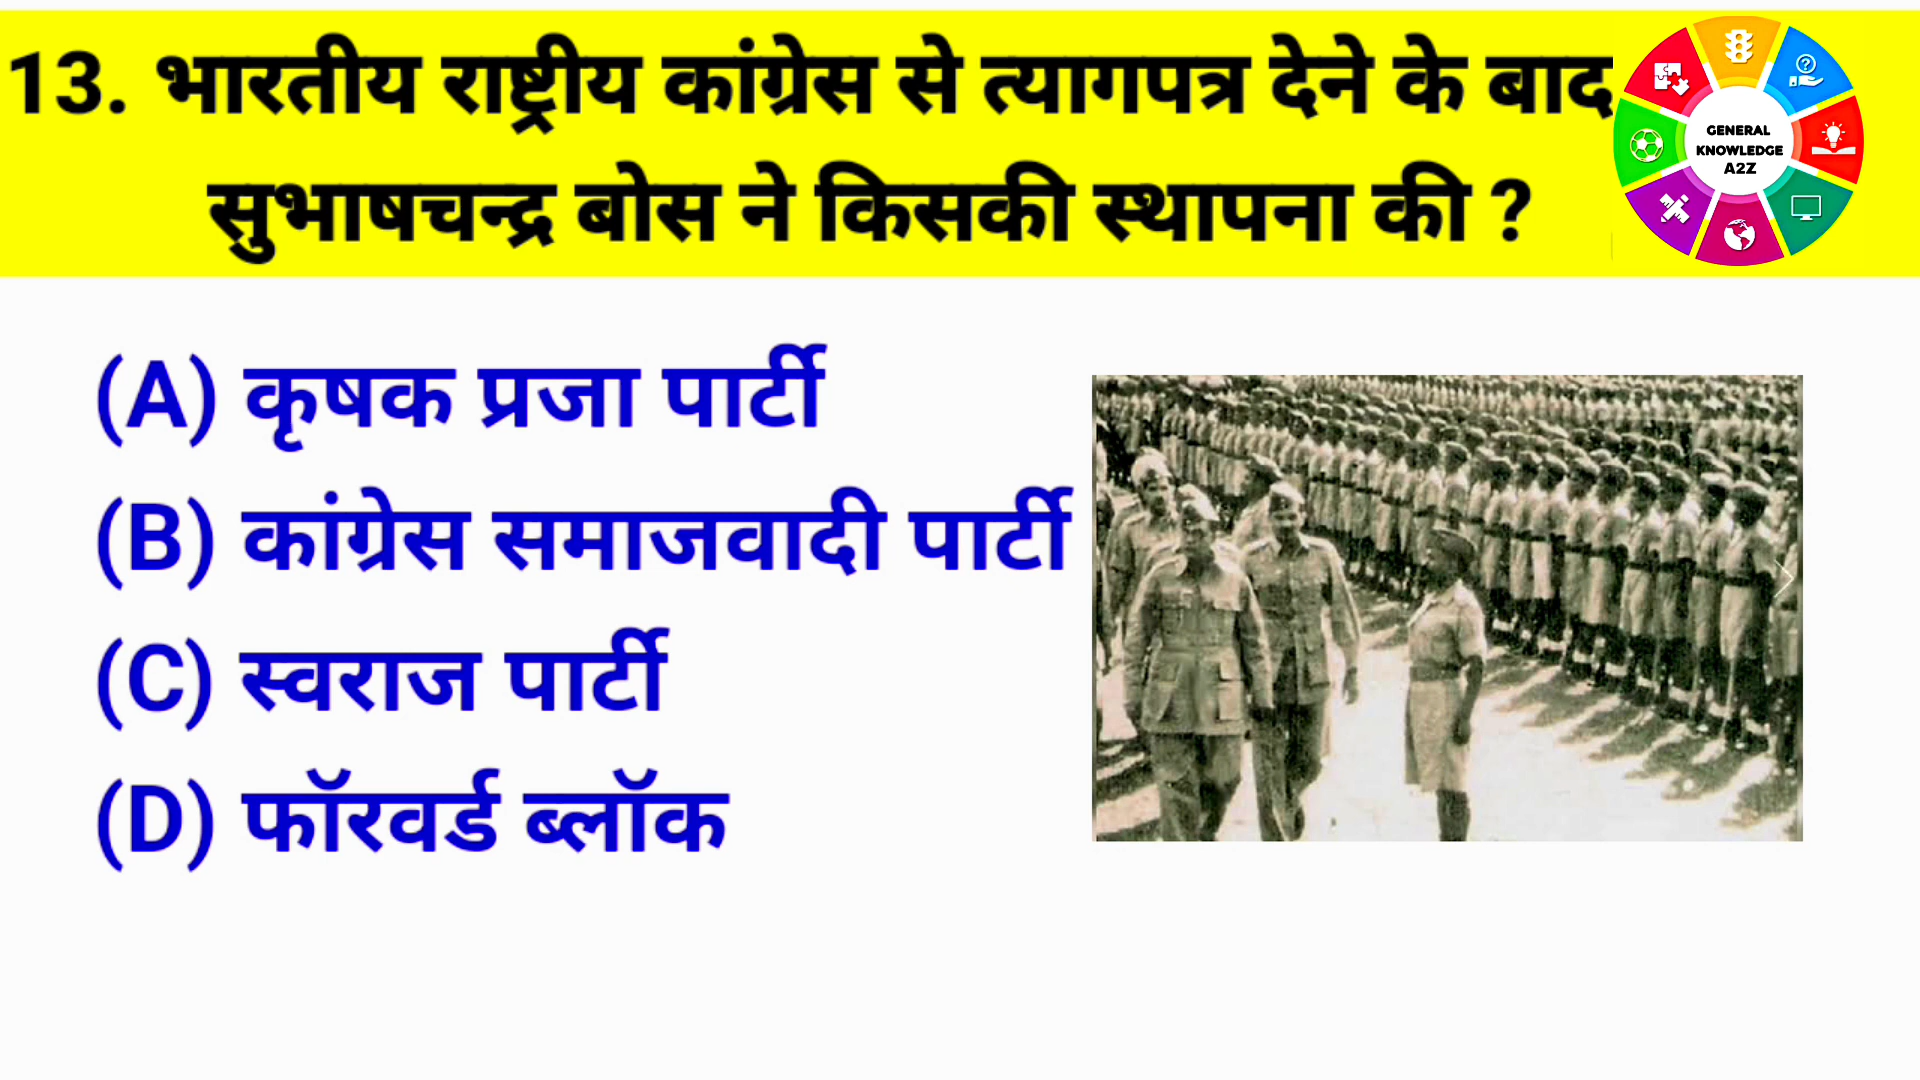 13. भारतीय राष्ट्रीय कांग्रेस से त्यागपत्र देने के बाद
सुभाषचन्द्र बोस ने किसकी स्थापना की ?
GENERAL
KNOWLEDGE
A2Z
(A) कृषक प्रजा पार्टी
(B) कांग्रेस समाजवादी पार्टी
(C) स्वराज पार्टी
(D) फॉरवर्ड ब्लॉक